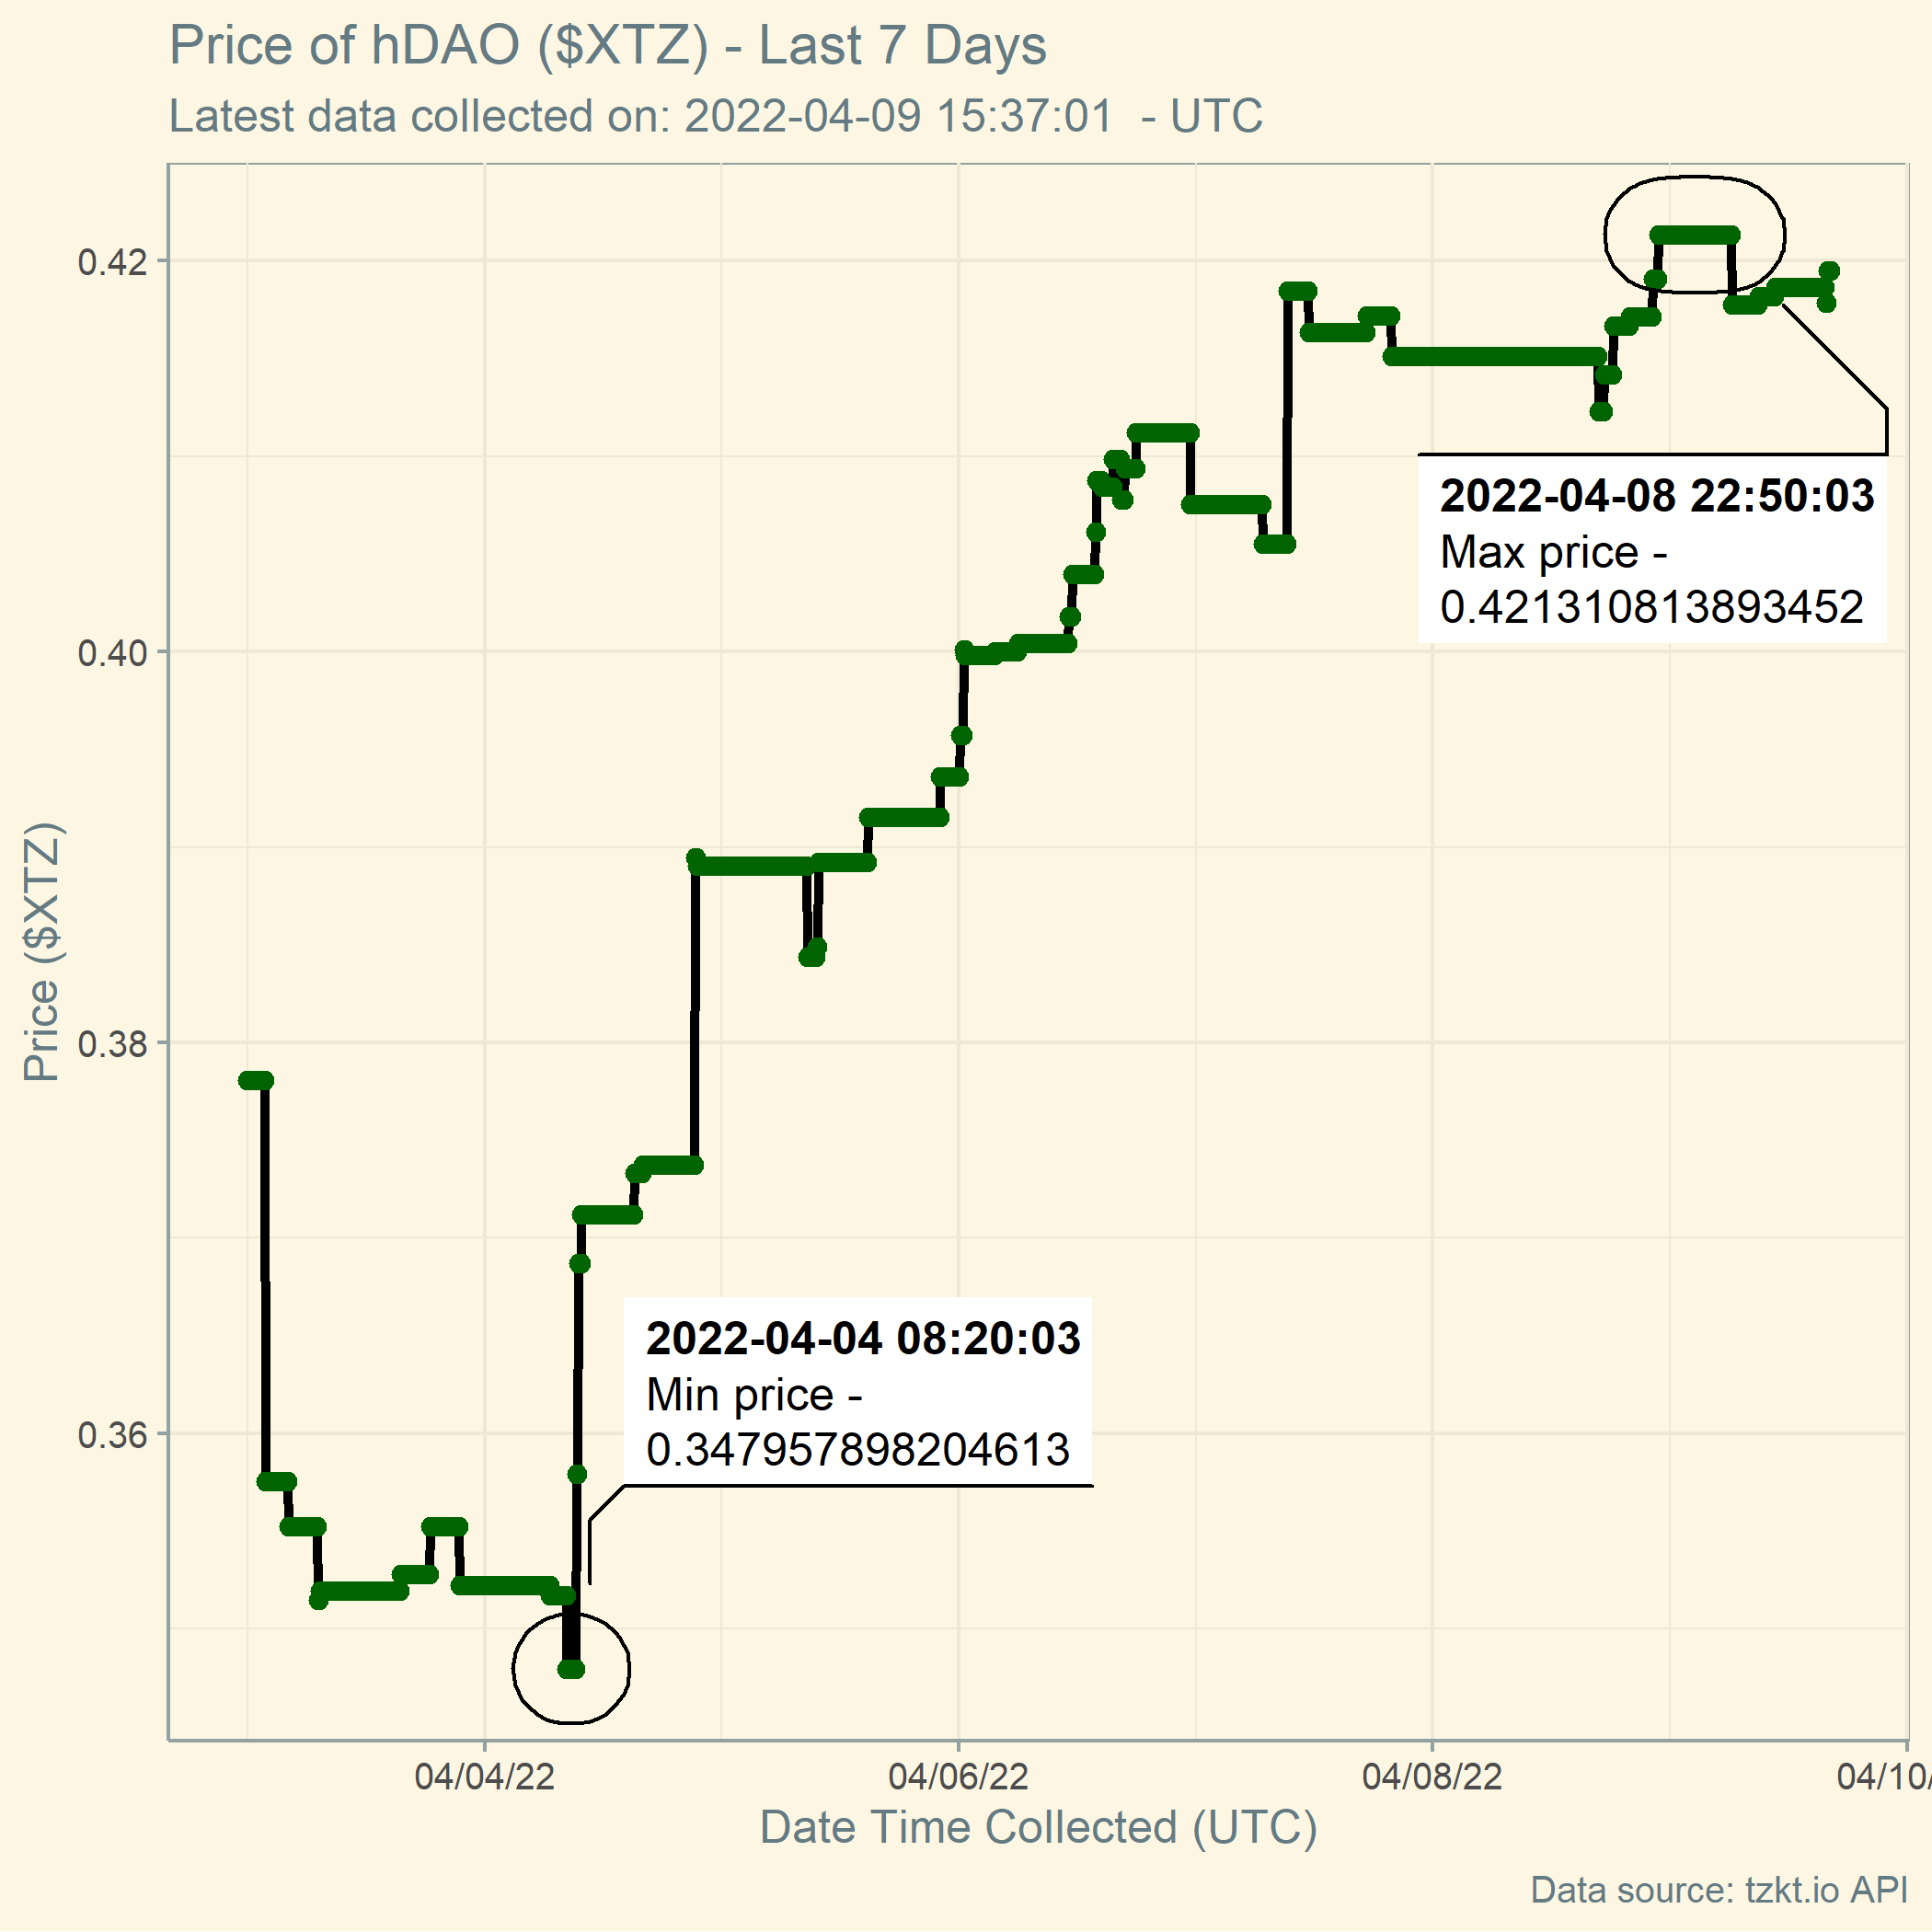 Price of hDAO ($XTZ) - Last 7 Days
Latest data collected on: 2022-04-09 15:37:01  - UTC
0.42
0.40
0.38
0.36
Price ($XTZ)
2022-04-08 22:50:03
Max price -
0.421310813893452
2022-04-04 08:20:03
Min price -
0.347957898204613
04/04/22
04/06/22
04/08/22
04/10/
Date Time Collected (UTC)
Data source: tzkt.io API